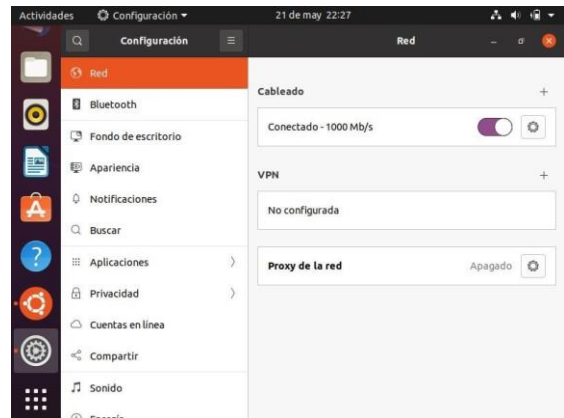 Actividades
Configuración
21 de may 22:27
Configuración
Red
Red
Bluetooth
Fondo de escritorio
Apariencia
Notificaciones
Buscar
Aplicaciones
Privacidad
Cuentas en línea
Compartir
Sonido
Energía
Cableado
Conectado - 1000 Mb/s
VPN
No configurada
Proxy de la red
Apagado